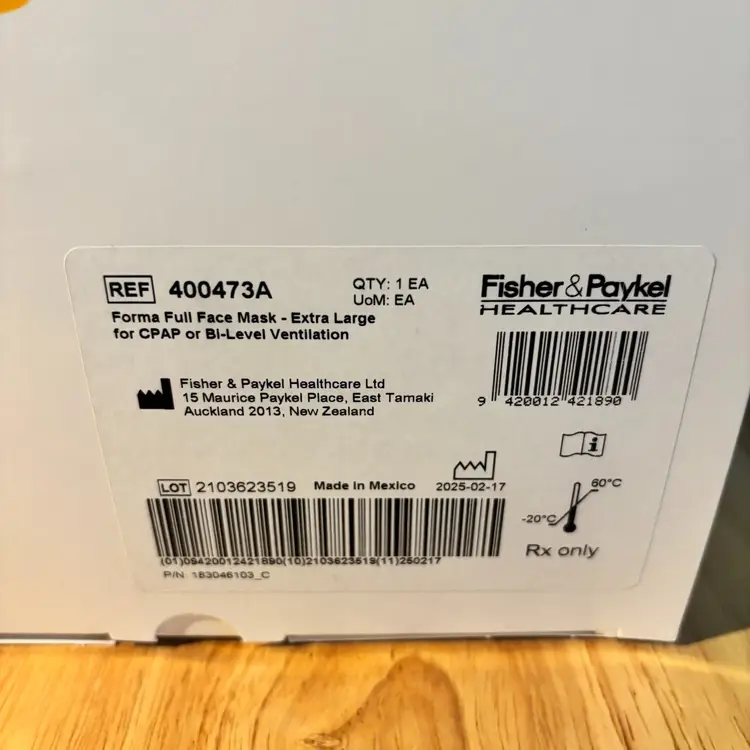 REF 400473A
QTY: 1 EA
UoM: EA
Fisher&Paykel
HEALTHCARE
Forma Full Face Mask - Extra Large
for CPAP or Bi-Level Ventilation
9 420012 421890
Fisher & Paykel Healthcare Ltd
15 Maurice Paykel Place, East Tamaki
Auckland 2013, New Zealand
LOT 2103623519
Made in Mexico
2025-02-17
60°C
-20°C
Rx only
(01)09420012421890(10)2103623519(11)250217
P/N 183046103_C